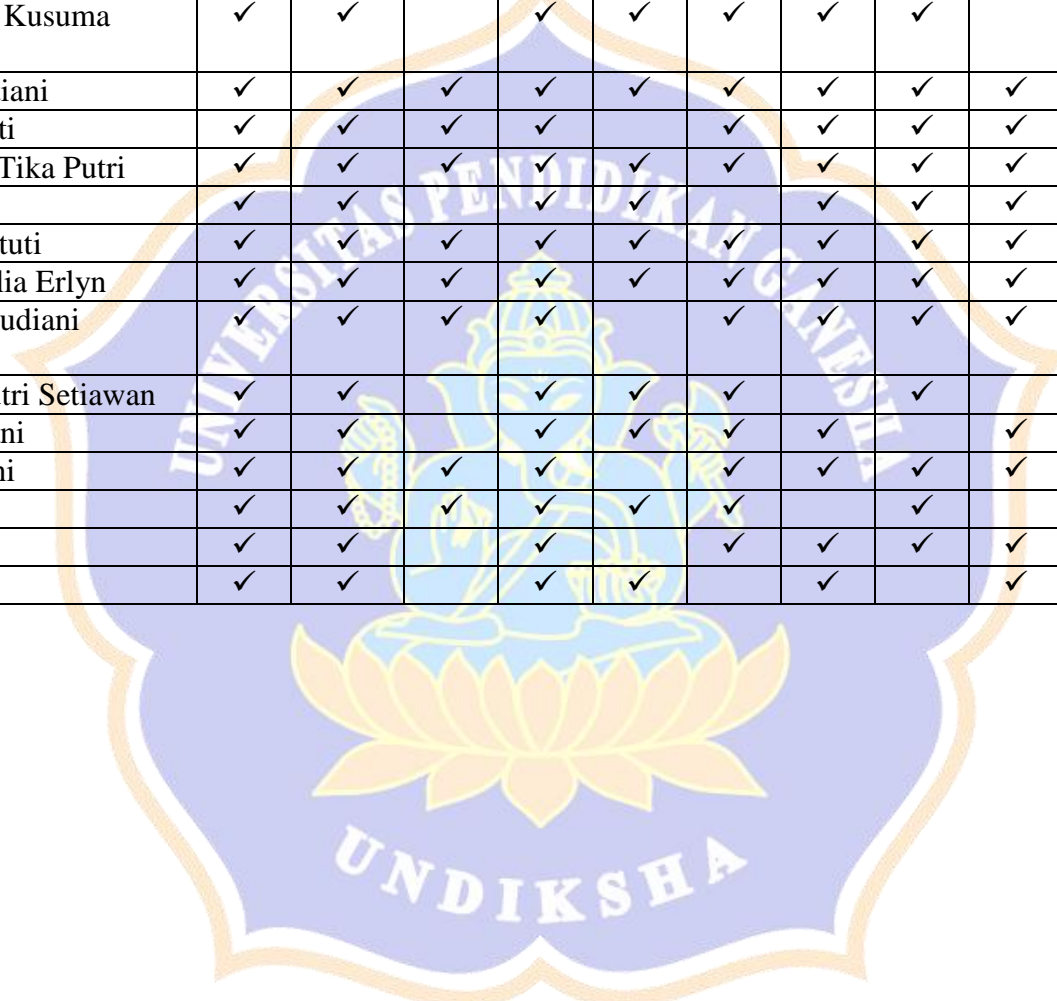 Kusuma ✓ ✓ ✓ ✓ ✓ ✓ ✓
iani ✓ ✓ ✓ ✓ ✓ ✓ ✓ ✓ ✓
ti ✓ ✓ ✓ ✓ ✓ ✓ ✓ ✓
Tika Putri ✓ ✓ ✓ ✓ ✓ ✓ ✓ ✓ ✓
✓ ✓ ✓ ✓ ✓ ✓ ✓
tuti ✓ ✓ ✓ ✓ ✓ ✓ ✓ ✓ ✓
lia Erlyn ✓ ✓ ✓ ✓ ✓ ✓ ✓ ✓ ✓
udiani ✓ ✓ ✓ ✓ ✓ ✓ ✓ ✓
tri Setiawan ✓ ✓ ✓ ✓ ✓ ✓
ni ✓ ✓ ✓ ✓ ✓ ✓ ✓
ni ✓ ✓ ✓ ✓ ✓ ✓ ✓ ✓
✓ ✓ ✓ ✓ ✓ ✓ ✓
✓ ✓ ✓ ✓ ✓ ✓ ✓
✓ ✓ ✓ ✓ ✓ ✓
UNIVERSITAS PENDIDIKAN GANESHA
UNDIKSHA